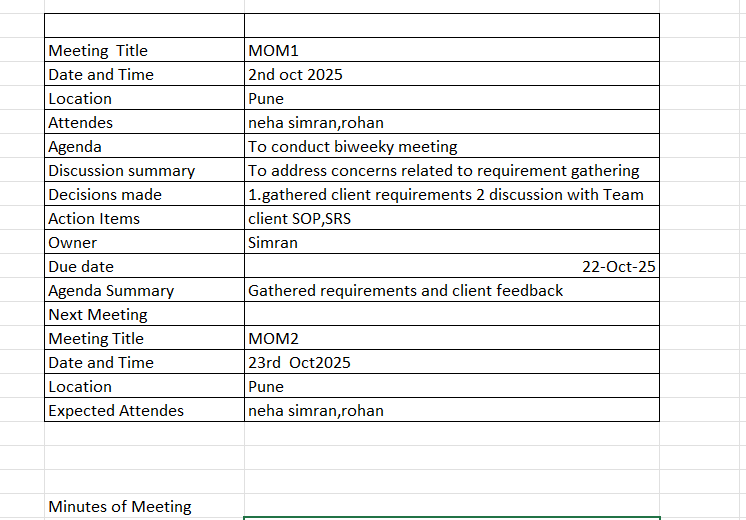 Meeting  Title MOM1
Date and Time 2nd oct 2025
Location Pune
Attendes neha simran,rohan
Agenda To conduct biweeky meeting
Discussion summary To address concerns related to requirement gathering
Decisions made 1.gathered client requirements 2 discussion with Team
Action Items client SOP,SRS
Owner Simran
Due date 22-Oct-25
Agenda Summary Gathered requirements and client feedback
Next Meeting
Meeting Title MOM2
Date and Time 23rd  Oct2025
Location Pune
Expected Attendes neha simran,rohan
Minutes of Meeting